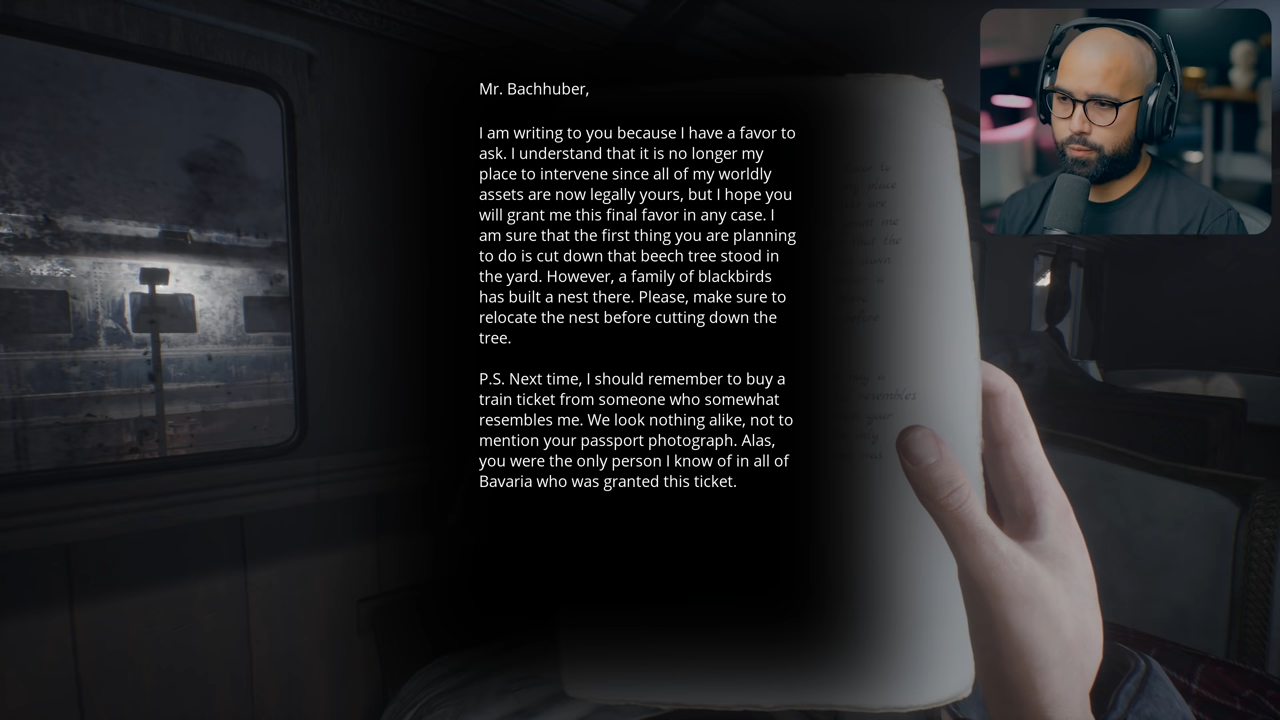 Mr. Bachhuber,
I am writing to you because I have a favor to
ask. I understand that it is no longer my
place to intervene since all of my worldly
assets are now legally yours, but I hope you
will grant me this final favor in any case. I
am sure that the first thing you are planning
to do is cut down that beech tree stood in
the yard. However, a family of blackbirds
has built a nest there. Please, make sure to
relocate the nest before cutting down the
tree.
P.S. Next time, I should remember to buy a
train ticket from someone who somewhat
resembles me. We look nothing alike, not to
mention your passport photograph. Alas,
you were the only person I know of in all of
Bavaria who was granted this ticket.